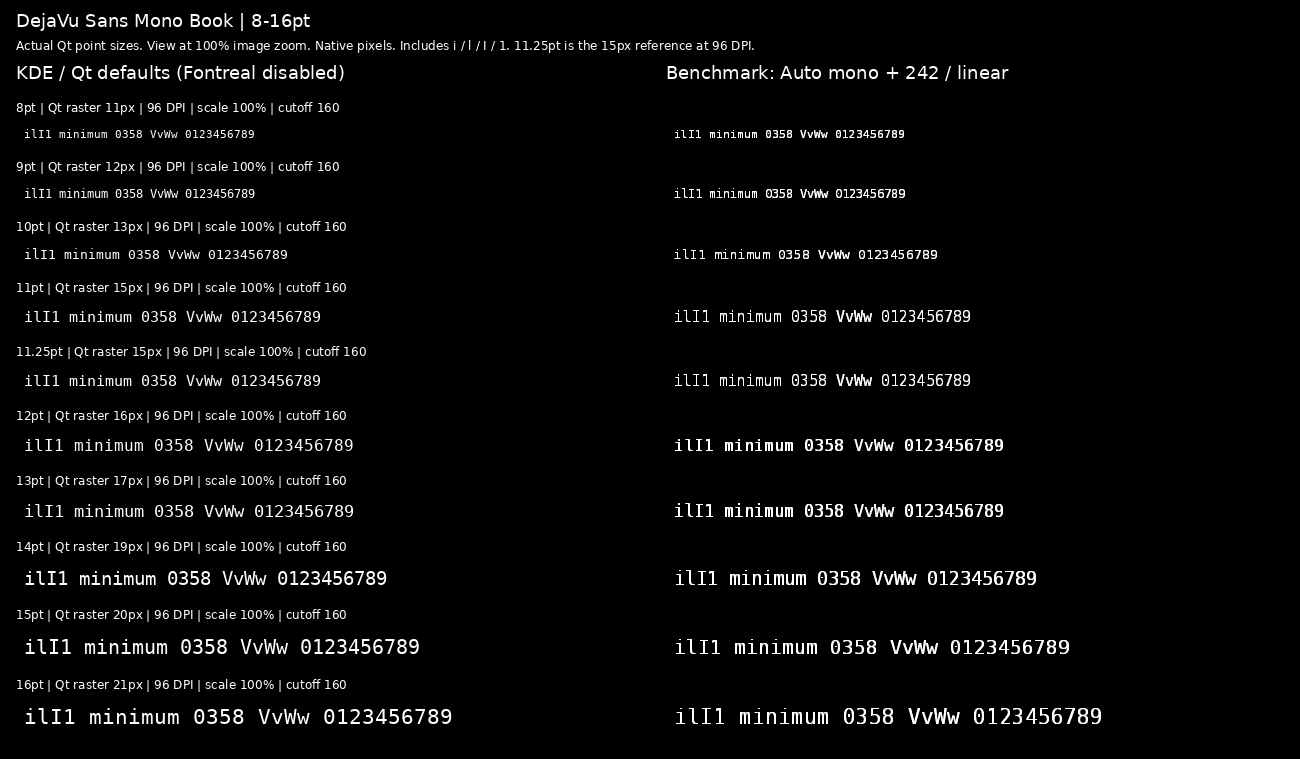 DejaVu Sans Mono Book | 8-16pt
Actual Qt point sizes. View at 100% image zoom. Native pixels. Includes i / l / I / 1. 11.25pt is the 15px reference at 96 DPI.
KDE / Qt defaults (Fontreal disabled)
Benchmark: Auto mono + 242 / linear
8pt | Qt raster 11px | 96 DPI | scale 100% | cutoff 160
ilI1 minimum 0358 VvWw 0123456789
ilI1 minimum 0358 VvWw 0123456789
9pt | Qt raster 12px | 96 DPI | scale 100% | cutoff 160
ilI1 minimum 0358 VvWw 0123456789
ilI1 minimum 0358 VvWw 0123456789
10pt | Qt raster 13px | 96 DPI | scale 100% | cutoff 160
ilI1 minimum 0358 VvWw 0123456789
ilI1 minimum 0358 VvWw 0123456789
11pt | Qt raster 15px | 96 DPI | scale 100% | cutoff 160
ilI1 minimum 0358 VvWw 0123456789
ilI1 minimum 0358 VvWw 0123456789
11.25pt | Qt raster 15px | 96 DPI | scale 100% | cutoff 160
ilI1 minimum 0358 VvWw 0123456789
ilI1 minimum 0358 VvWw 0123456789
12pt | Qt raster 16px | 96 DPI | scale 100% | cutoff 160
ilI1 minimum 0358 VvWw 0123456789
ilI1 minimum 0358 VvWw 0123456789
13pt | Qt raster 17px | 96 DPI | scale 100% | cutoff 160
ilI1 minimum 0358 VvWw 0123456789
ilI1 minimum 0358 VvWw 0123456789
14pt | Qt raster 19px | 96 DPI | scale 100% | cutoff 160
ilI1 minimum 0358 VvWw 0123456789
ilI1 minimum 0358 VvWw 0123456789
15pt | Qt raster 20px | 96 DPI | scale 100% | cutoff 160
ilI1 minimum 0358 VvWw 0123456789
ilI1 minimum 0358 VvWw 0123456789
16pt | Qt raster 21px | 96 DPI | scale 100% | cutoff 160
ilI1 minimum 0358 VvWw 0123456789
ilI1 minimum 0358 VvWw 0123456789